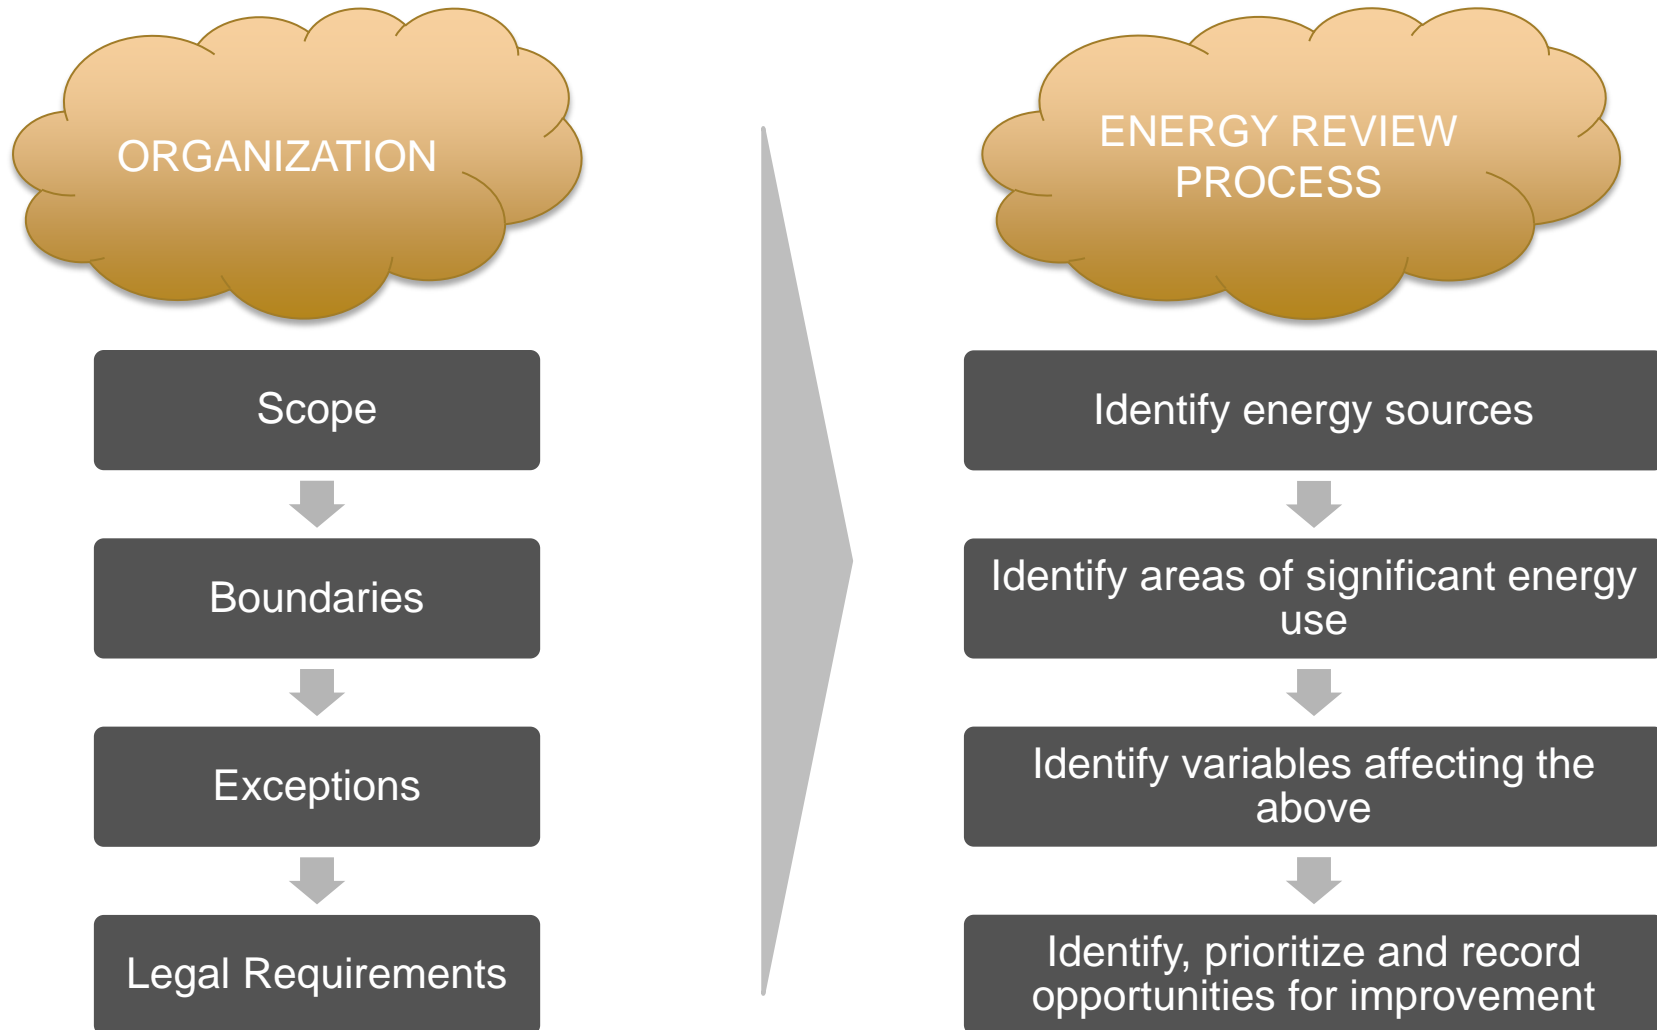 ORGANIZATION
Scope
Boundaries
Exceptions
Legal Requirements
ENERGY REVIEW
PROCESS
Identify energy sources
Identify areas of significant energy
use
Identify variables affecting the
above
Identify, prioritize and record
opportunities for improvement